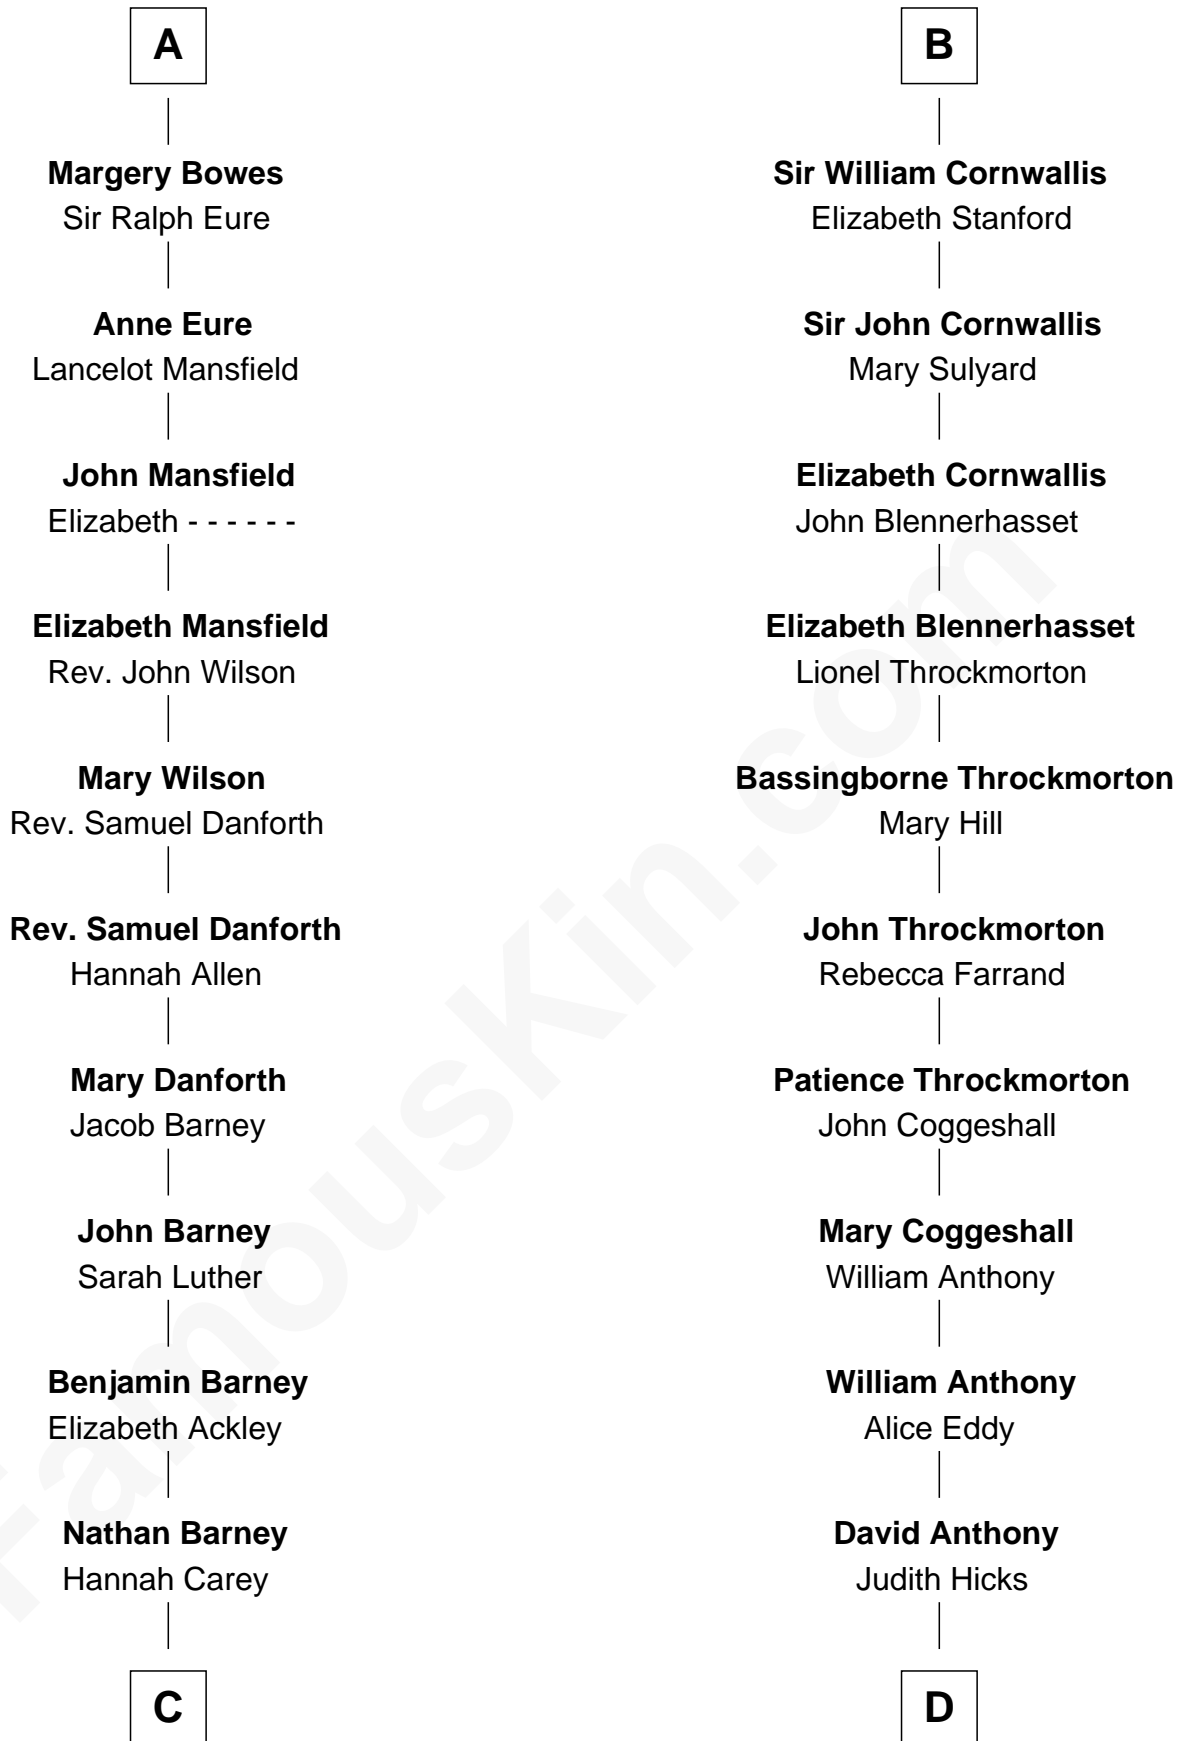 A
Margery Bowes
Sir Ralph Eure
Anne Eure
Lancelot Mansfield
John Mansfield
Elizabeth - - - - - -
Elizabeth Mansfield
Rev. John Wilson
Mary Wilson
Rev. Samuel Danforth
Rev. Samuel Danforth
Hannah Allen
Mary Danforth
Jacob Barney
John Barney
Sarah Luther
Benjamin Barney
Elizabeth Ackley
Nathan Barney
Hannah Carey
C
B
Sir William Cornwallis
Elizabeth Stanford
Sir John Cornwallis
Mary Sulyard
Elizabeth Cornwallis
John Blennerhasset
Elizabeth Blennerhasset
Lionel Throckmorton
Bassingborne Throckmorton
Mary Hill
John Throckmorton
Rebecca Farrand
Patience Throckmorton
John Coggeshall
Mary Coggeshall
William Anthony
William Anthony
Alice Eddy
David Anthony
Judith Hicks
D
FamousKin.com